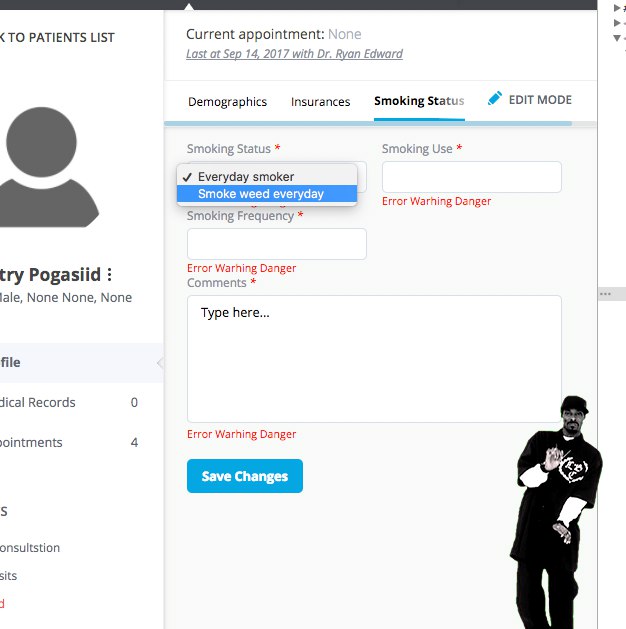 K TO PATIENTS LIST
Current appointment: None
Last at Sep 14, 2017 with Dr. Ryan Edward
Demographics
Insurances
Smoking Status
EDIT MODE
Smoking Status *
Smoking Use *
✓ Everyday smoker
Smoke weed everyday
Error Warhing Danger
Smoking Frequency *
Error Warhing Danger
Comments *
Type here...
Error Warhing Danger
Save Changes
try Pogasiid
ale, None None, None
file
dical Records 0
pointments 4
S
onsultstion
sits
d